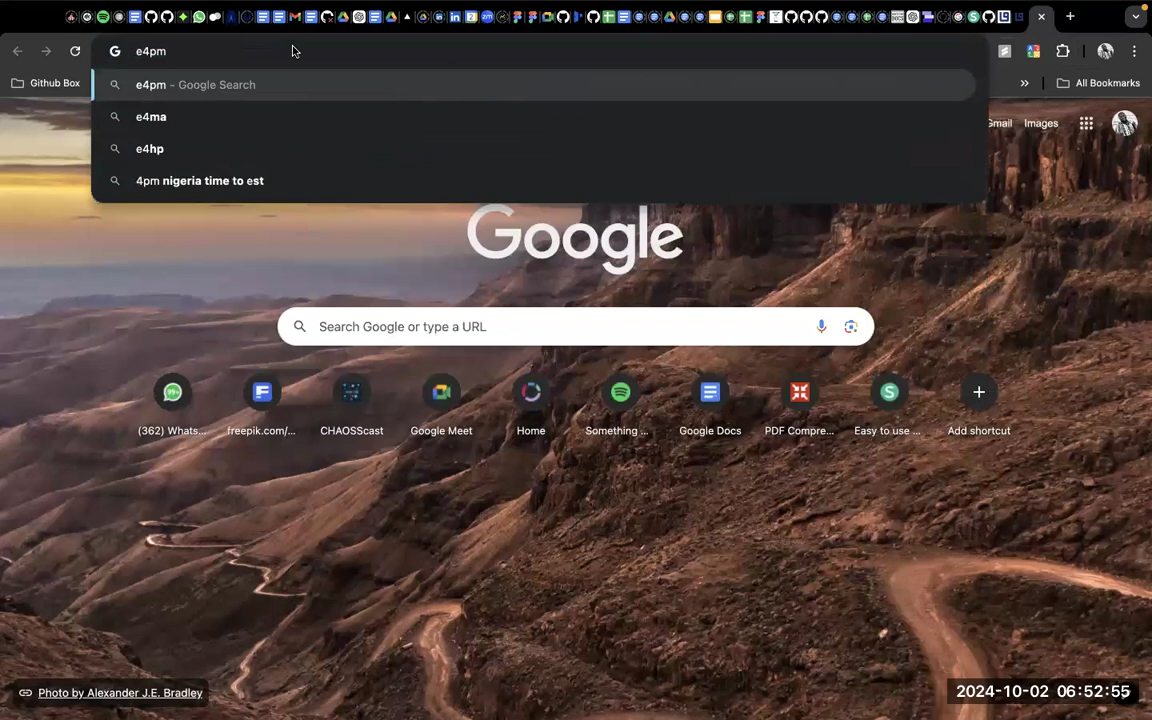 e4pm
Github Box
e4pm - Google Search
All Bookmarks
e4ma
e4hp
4pm nigeria time to est
Gmail
Images
Google
Search Google or type a URL
(362) Whats...
freepik.com/...
CHAOSScast
Google Meet
Home
Something ...
Google Docs
PDF Compre...
Easy to use ...
Add shortcut
Photo by Alexander J.E. Bradley
2024-10-02 06:52:55